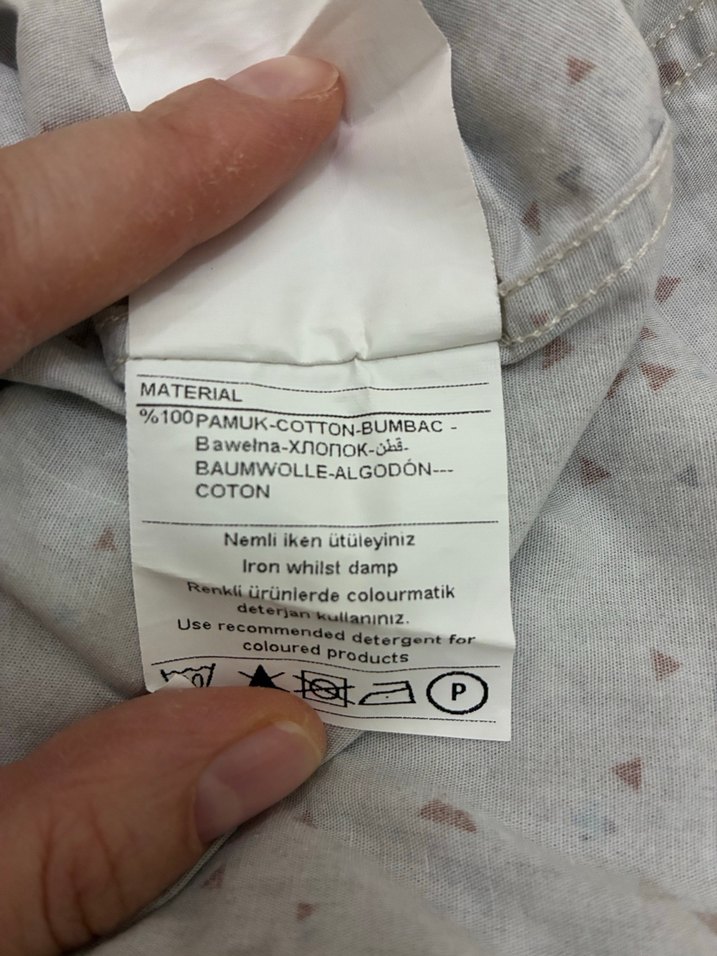 MATERIAL
%100 PAMUK-COTTON-BUMBAC -
Bawełna-ХЛОПОК-قطن-
BAUMWOLLE-ALGODÓN---
COTON
Nemli iken ütüleyiniz
Iron whilst damp
Renkli ürünlerde colourmatik
deterjan kullanınız.
Use recommended detergent for
coloured products
P